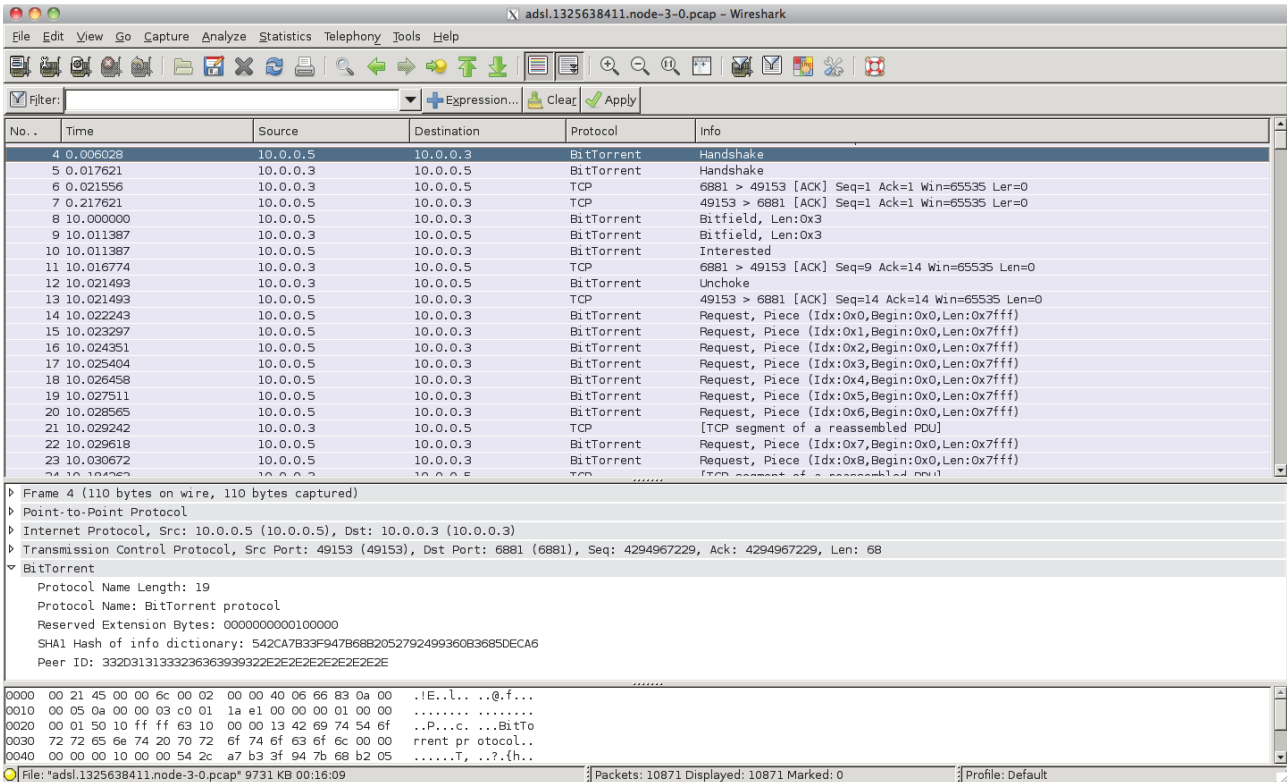 adsl.1325638411.node-3-0.pcap - Wireshark
File Edit View Go Capture Analyze Statistics Telephony Tools Help
Filter: Expression... Clear Apply
No. . Time Source Destination Protocol Info
4 0.006028 10.0.0.5 10.0.0.3 BitTorrent Handshake
5 0.017621 10.0.0.3 10.0.0.5 BitTorrent Handshake
6 0.021556 10.0.0.3 10.0.0.5 TCP 6881 > 49153 [ACK] Seq=1 Ack=1 Win=65535 Len=0
7 0.217621 10.0.0.5 10.0.0.3 TCP 49153 > 6881 [ACK] Seq=1 Ack=1 Win=65535 Len=0
8 10.000000 10.0.0.5 10.0.0.3 BitTorrent Bitfield, Len:0x3
9 10.011387 10.0.0.3 10.0.0.5 BitTorrent Bitfield, Len:0x3
10 10.011387 10.0.0.5 10.0.0.3 BitTorrent Interested
11 10.016774 10.0.0.3 10.0.0.5 TCP 6881 > 49153 [ACK] Seq=9 Ack=14 Win=65535 Len=0
12 10.021493 10.0.0.3 10.0.0.5 BitTorrent Unchoke
13 10.021493 10.0.0.5 10.0.0.3 TCP 49153 > 6881 [ACK] Seq=14 Ack=14 Win=65535 Len=0
14 10.022243 10.0.0.5 10.0.0.3 BitTorrent Request, Piece (Idx:0x0,Begin:0x0,Len:0x7fff)
15 10.023297 10.0.0.5 10.0.0.3 BitTorrent Request, Piece (Idx:0x1,Begin:0x0,Len:0x7fff)
16 10.024351 10.0.0.5 10.0.0.3 BitTorrent Request, Piece (Idx:0x2,Begin:0x0,Len:0x7fff)
17 10.025404 10.0.0.5 10.0.0.3 BitTorrent Request, Piece (Idx:0x3,Begin:0x0,Len:0x7fff)
18 10.026458 10.0.0.5 10.0.0.3 BitTorrent Request, Piece (Idx:0x4,Begin:0x0,Len:0x7fff)
19 10.027511 10.0.0.5 10.0.0.3 BitTorrent Request, Piece (Idx:0x5,Begin:0x0,Len:0x7fff)
20 10.028565 10.0.0.5 10.0.0.3 BitTorrent Request, Piece (Idx:0x6,Begin:0x0,Len:0x7fff)
21 10.029242 10.0.0.3 10.0.0.5 TCP [TCP segment of a reassembled PDU]
22 10.029618 10.0.0.5 10.0.0.3 BitTorrent Request, Piece (Idx:0x7,Begin:0x0,Len:0x7fff)
23 10.030672 10.0.0.5 10.0.0.3 BitTorrent Request, Piece (Idx:0x8,Begin:0x0,Len:0x7fff)
Frame 4 (110 bytes on wire, 110 bytes captured)
Point-to-Point Protocol
Internet Protocol, Src: 10.0.0.5 (10.0.0.5), Dst: 10.0.0.3 (10.0.0.3)
Transmission Control Protocol, Src Port: 49153 (49153), Dst Port: 6881 (6881), Seq: 4294967229, Ack: 4294967229, Len: 68
BitTorrent
Protocol Name Length: 19
Protocol Name: BitTorrent protocol
Reserved Extension Bytes: 0000000000100000
SHA1 Hash of info dictionary: 542CA7B33F947B68B2052792499360B3685DECA6
Peer ID: 332D3131333236363939322E2E2E2E2E2E2E2E2E
0000 00 21 45 00 00 6c 00 02 00 00 40 06 66 83 0a 00 .!E..l.. ..@.f...
0010 00 05 0a 00 00 03 c0 01 1a e1 00 00 00 01 00 00 ........ ........
0020 00 01 50 10 ff ff 63 10 00 00 13 42 69 74 54 6f ..P...c. ...BitTo
0030 72 72 65 6e 74 20 70 72 6f 74 6f 63 6f 6c 00 00 rrent pr otocol..
0040 00 00 00 10 00 00 54 2c a7 b3 3f 94 7b 68 b2 05 ......T, ..?.{h..
File: "adsl.1325638411.node-3-0.pcap" 9731 KB 00:16:09 Packets: 10871 Displayed: 10871 Marked: 0 Profile: Default